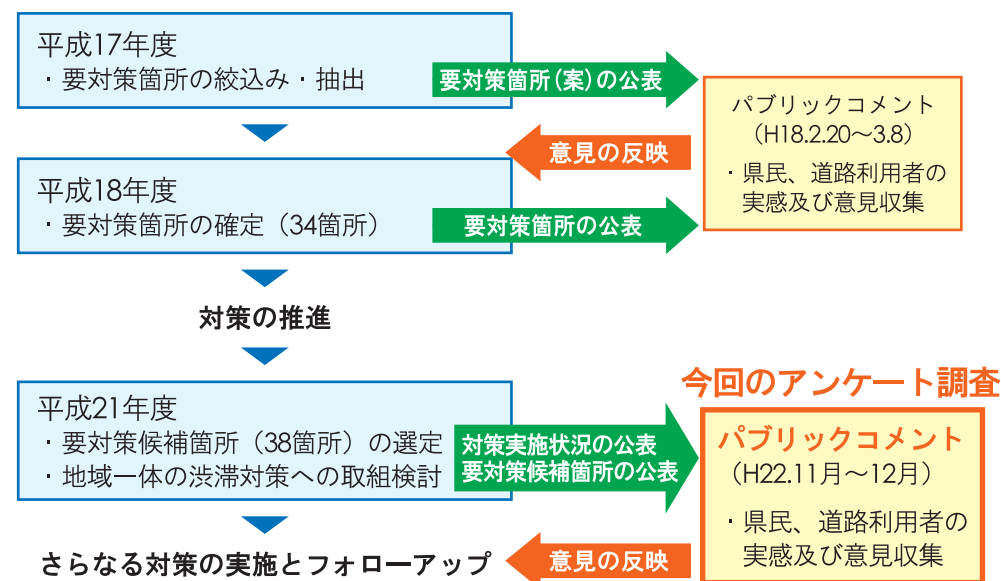 平成17年度
・要対策箇所の絞込み・抽出
要対策箇所（案）の公表
パブリックコメント
（H18.2.20～3.8）
・県民、道路利用者の
実感及び意見収集
意見の反映
平成18年度
・要対策箇所の確定（34箇所）
要対策箇所の公表
対策の推進
今回のアンケート調査
平成21年度
・要対策候補箇所（38箇所）の選定
・地域一体の渋滞対策への取組検討
対策実施状況の公表
要対策候補箇所の公表
パブリックコメント
（H22.11月～12月）
・県民、道路利用者の
実感及び意見収集
意見の反映
さらなる対策の実施とフォローアップ